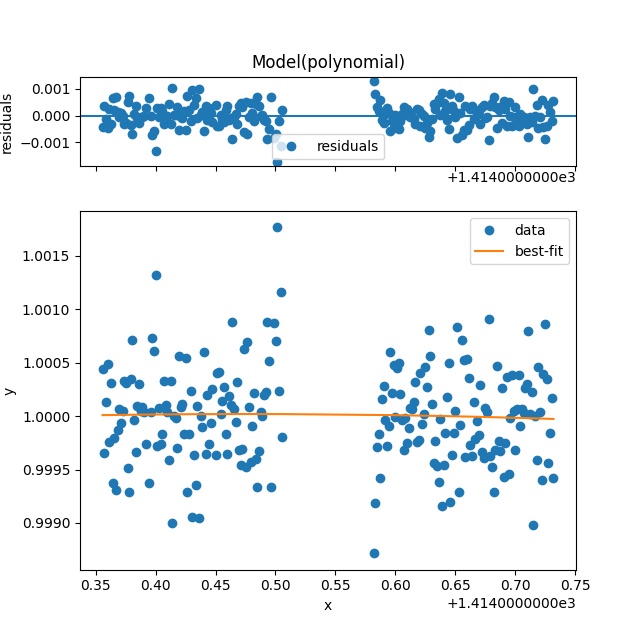 Model(polynomial)
0.001
0.000
−0.001
residuals
residuals
+1.4140000000e3
data
best-fit
1.0015
1.0010
1.0005
1.0000
0.9995
0.9990
y
0.35 0.40 0.45 0.50 0.55 0.60 0.65 0.70 0.75
x
+1.4140000000e3